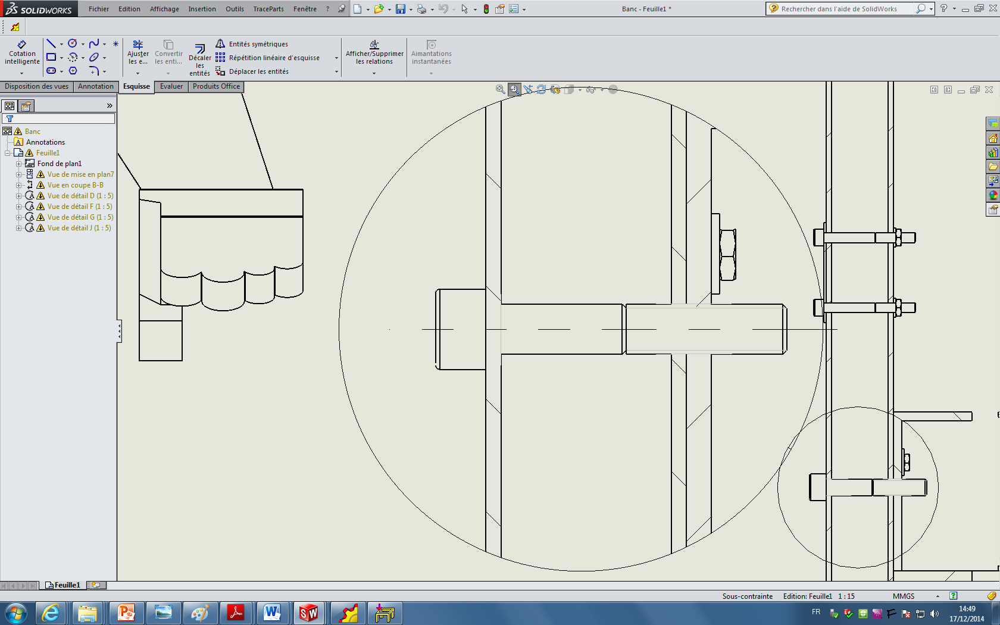 SOLIDWORKS Fichier Edition Affichage Insertion Outils TraceParts Fenêtre ? Banc - Feuille1 * Rechercher dans l'aide de SolidWorks
Cotation intelligente
Ajuster les e...
Convertir les enti...
Décaler les entités
Entités symétriques
Répétition linéaire d'esquisse
Déplacer les entités
Afficher/Supprimer les relations
Aimantations instantanées
Disposition des vues Annotation Esquisse Evaluer Produits Office
Banc
Annotations
Feuille1
Fond de plan1
Vue de mise en plan7
Vue en coupe B-B
Vue de détail D (1 : 5)
Vue de détail F (1 : 5)
Vue de détail G (1 : 5)
Vue de détail J (1 : 5)
Feuille1
Sous-contrainte Edition: Feuille1 1 : 15 MMGS
FR 14:49
17/12/2014